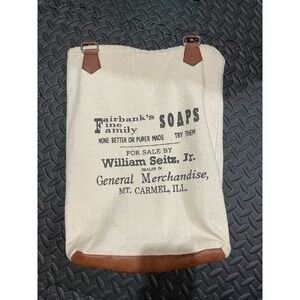 Fairbank's
Fine SOAPS
Family
NONE BETTER OR PURER MADE TRY THEM
FOR SALE BY
William Seitz, Jr.
DEALER IN
General Merchandise,
MT. CARMEL, ILL.